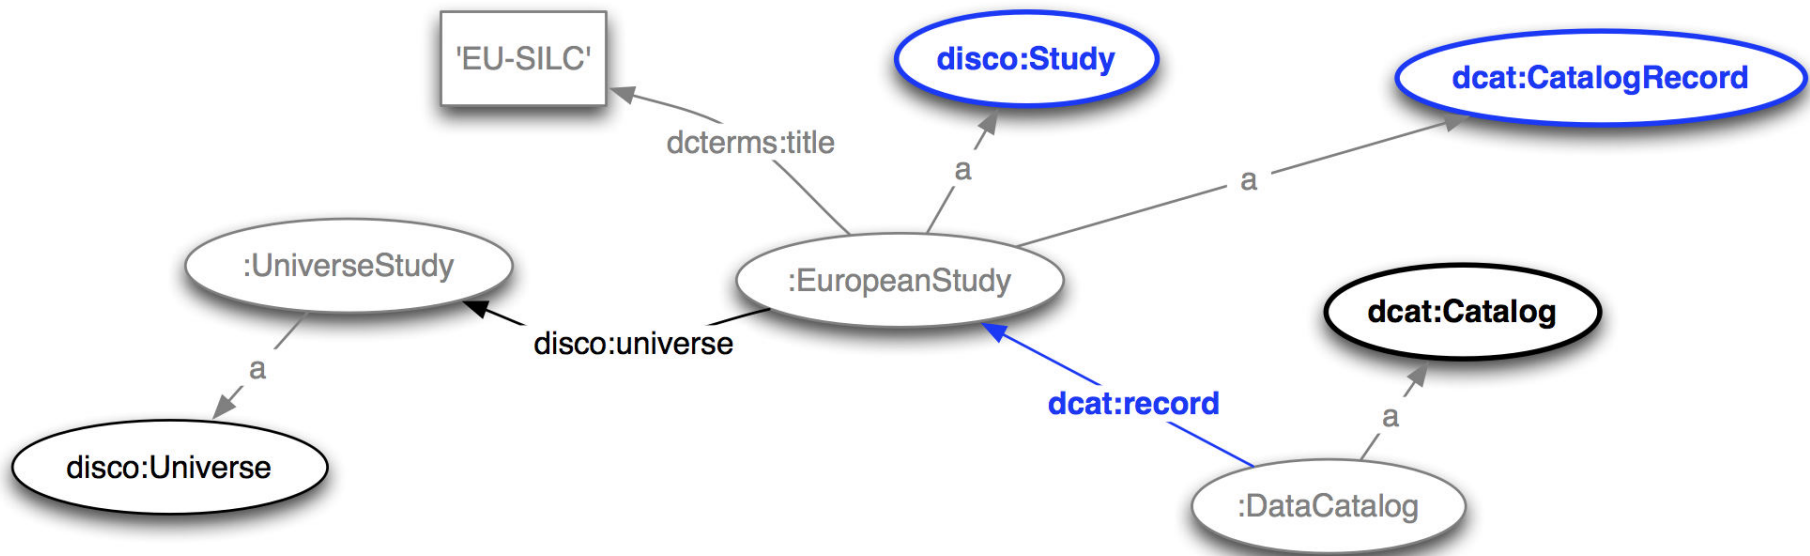 'EU-SILC'
disco:Study
dcat:CatalogRecord
dcterms:title
a
a
:UniverseStudy
:EuropeanStudy
dcat:Catalog
disco:universe
a
dcat:record
a
disco:Universe
:DataCatalog